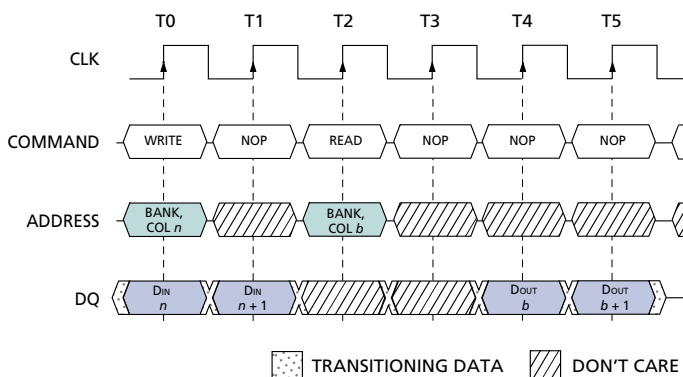 T0 T1 T2 T3 T4 T5
CLK
COMMAND WRITE NOP READ NOP NOP NOP
ADDRESS BANK, COL n BANK, COL b
DQ DIN n DIN n + 1 DOUT b DOUT b + 1
TRANSITIONING DATA DON'T CARE